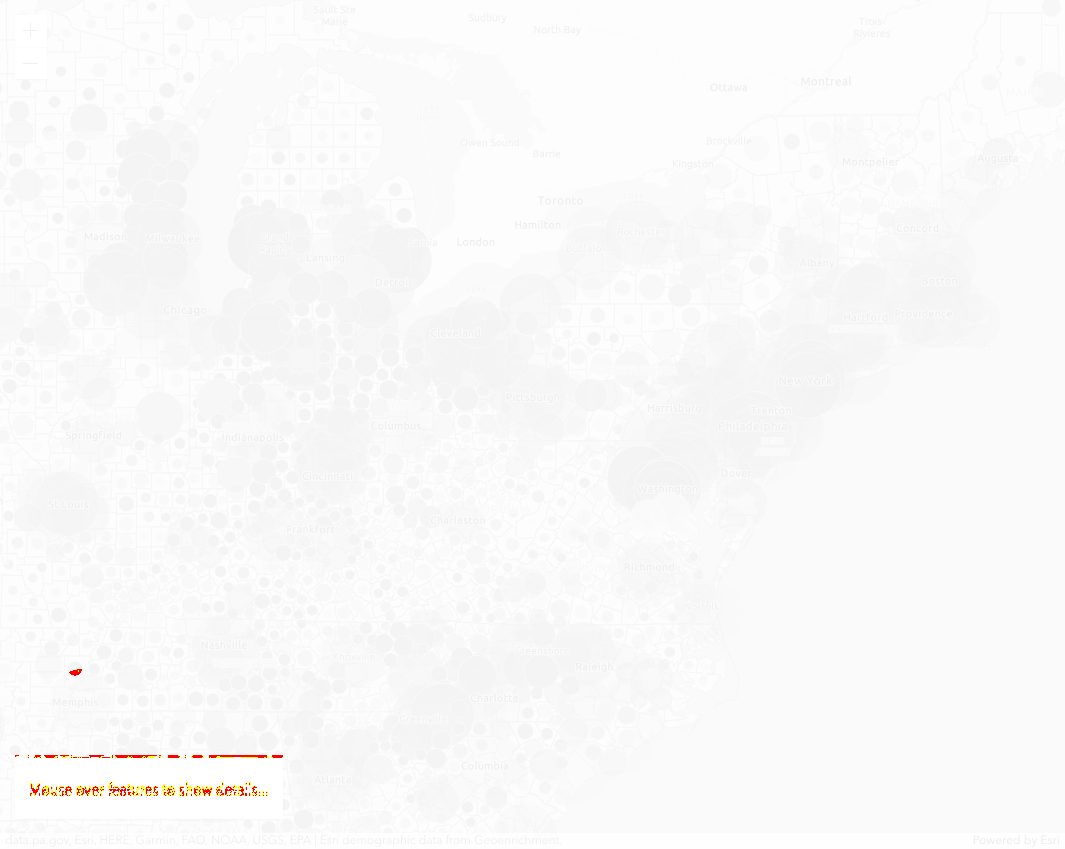 Sault Ste
Marie
Sudbury
North Bay
Trois-
Rivieres
Ottawa
Montreal
Owen Sound
Barrie
Brockville
Kingston
Montpelier
Augusta
Toronto
Hamilton
London
Rochester
Concord
Madison
Milwaukee
Lansing
Detroit
Albany
Boston
Hartford
Providence
Chicago
Cleveland
New York
Pittsburgh
Harrisburg
Trenton
Philadelphia
Springfield
Indianapolis
Columbus
Cincinnati
Dover
Washington
St Louis
Charleston
Frankfort
Richmond
Nashville
Raleigh
Memphis
Charlotte
Columbia
Atlanta
Mouse over features to show details...
data.pa.gov, Esri, HERE, Garmin, FAO, NOAA, USGS, EPA | Esri demographic data from Geoenrichment.
Powered by Esri